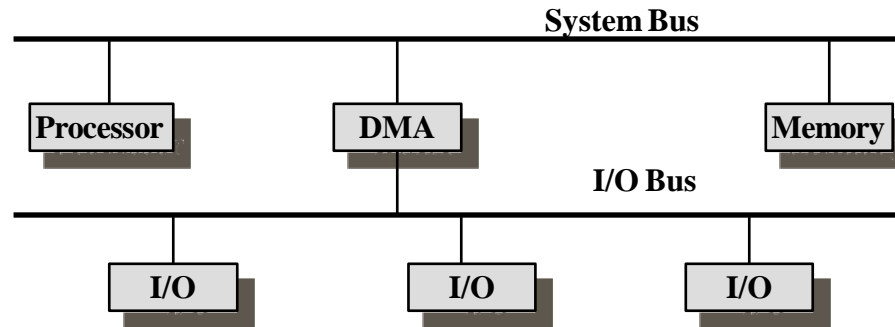 System Bus
Processor
DMA
Memory
I/O Bus
I/O
I/O
I/O